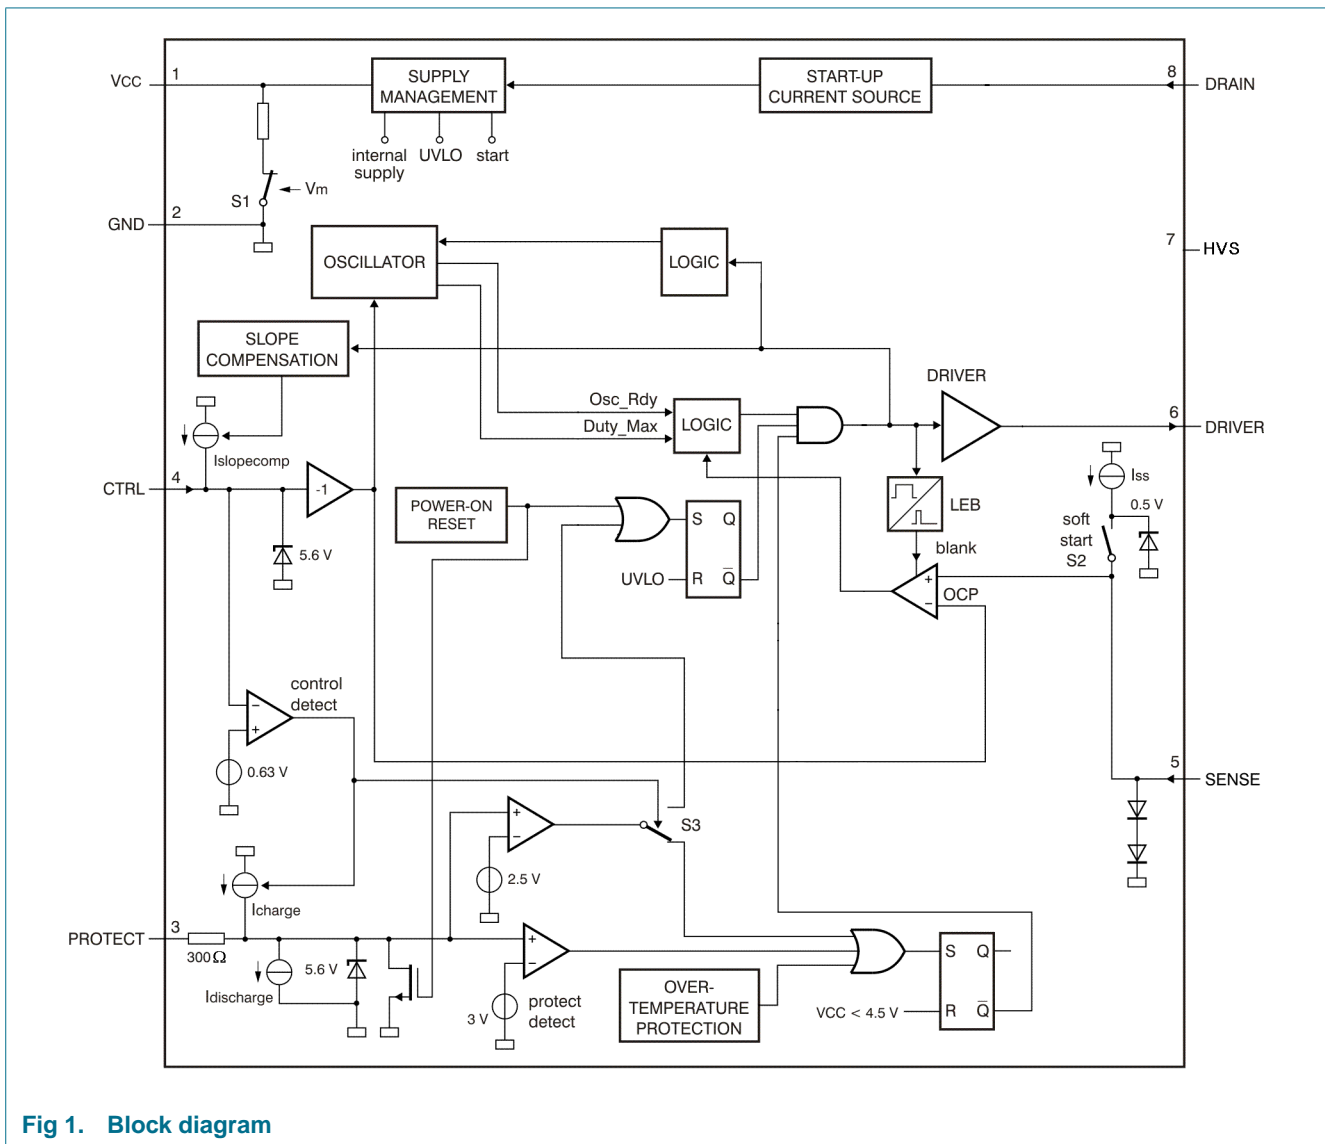 VCC
1
SUPPLY
MANAGEMENT
START-UP
CURRENT SOURCE
8
DRAIN
internal
supply
UVLO
start
S1
Vm
GND
2
OSCILLATOR
LOGIC
7
HVS
SLOPE
COMPENSATION
DRIVER
Osc_Rdy
Duty_Max
LOGIC
6
DRIVER
Islopecomp
CTRL
4
-1
5.6 V
POWER-ON
RESET
S Q
R Q̅
UVLO
LEB
blank
+
−
OCP
Iss
0.5 V
soft
start
S2
control
detect
−
+
0.63 V
5
SENSE
+
−
S3
2.5 V
Icharge
PROTECT
3
300Ω
Idischarge
5.6 V
+
−
3 V
protect
detect
OVER-
TEMPERATURE
PROTECTION
VCC < 4.5 V
S Q
R Q̅
Fig 1. Block diagram